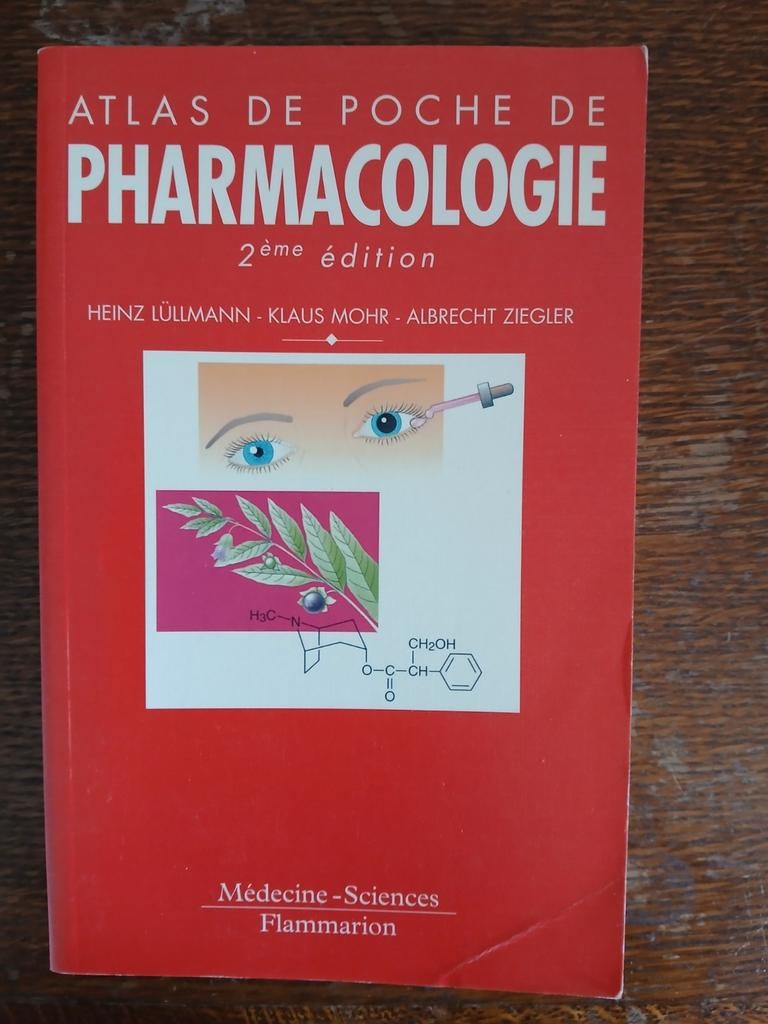 ATLAS DE POCHE DE
PHARMACOLOGIE
2ème édition
HEINZ LÜLLMANN - KLAUS MOHR - ALBRECHT ZIEGLER
H3C
N
CH2OH
O-C-CH
O
Médecine-Sciences
Flammarion